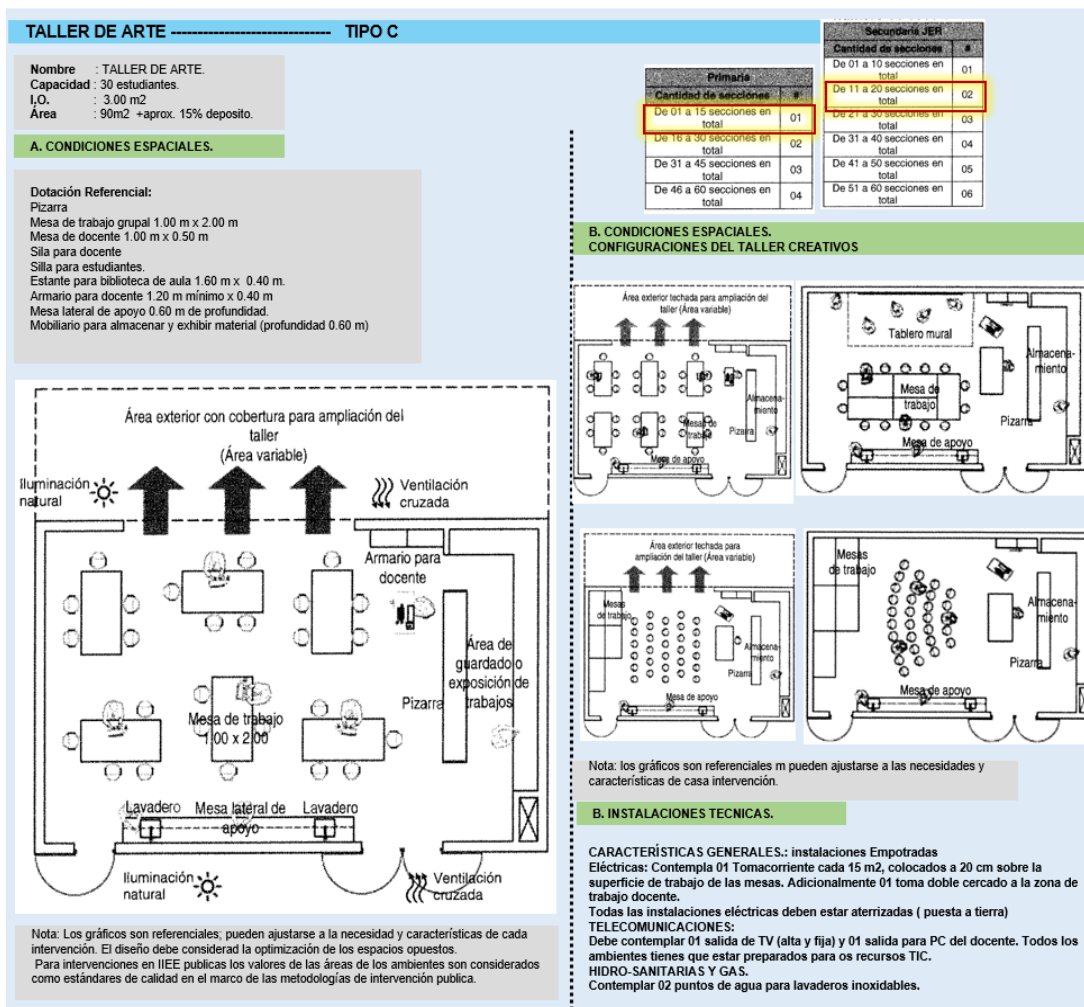 TALLER DE ARTE ------------------------------- TIPO C
Nombre : TALLER DE ARTE.
Capacidad : 30 estudiantes.
I.O. : 3.00 m2
Área : 90m2 +aprox. 15% deposito.
A. CONDICIONES ESPACIALES.
Dotación Referencial:
Pizarra
Mesa de trabajo grupal 1.00 m x 2.00 m
Mesa de docente 1.00 m x 0.50 m
Sila para docente
Silla para estudiantes.
Estante para biblioteca de aula 1.60 m x 0.40 m.
Armario para docente 1.20 m mínimo x 0.40 m
Mesa lateral de apoyo 0.60 m de profundidad.
Mobiliario para almacenar y exhibir material (profundidad 0.60 m)
Área exterior con cobertura para ampliación del
taller
(Área variable)
Iluminación
natural
Ventilación
cruzada
Armario para
docente
Área de
guardado o
exposición de
trabajos
Pizarra
Mesa de trabajo
1.00 x 2.00
Lavadero
Mesa lateral de
apoyo
Lavadero
Iluminación
natural
Ventilación
cruzada
Nota: Los gráficos son referenciales; pueden ajustarse a la necesidad y características de cada
intervención. El diseño debe considerad la optimización de los espacios opuestos.
Para intervenciones en IIEE publicas los valores de las áreas de los ambientes son considerados
como estándares de calidad en el marco de las metodologías de intervención publica.
Primaria
Cantidad de secciones #
De 01 a 15 secciones en
total 01
De 16 a 30 secciones en
total 02
De 31 a 45 secciones en
total 03
De 46 a 60 secciones en
total 04
Secundaria JER
Cantidad de secciones #
De 01 a 10 secciones en
total 01
De 11 a 20 secciones en
total 02
De 21 a 30 secciones en
total 03
De 31 a 40 secciones en
total 04
De 41 a 50 secciones en
total 05
De 51 a 60 secciones en
total 06
B. CONDICIONES ESPACIALES.
CONFIGURACIONES DEL TALLER CREATIVOS
Área exterior techada para ampliación del
taller (Área variable)
Mesas de
trabajo
Almacena-
miento
Pizarra
Mesa de apoyo
Tablero mural
Mesa de
trabajo
Almacena-
miento
Pizarra
Mesa de apoyo
Área exterior techada para
ampliación del taller (Área variable)
Mesas
de trabajo
Almacena-
miento
Pizarra
Mesa de apoyo
Mesas
de trabajo
Almacena-
miento
Pizarra
Mesa de apoyo
Nota: los gráficos son referenciales m pueden ajustarse a las necesidades y
características de casa intervención.
B. INSTALACIONES TECNICAS.
CARACTERÍSTICAS GENERALES.: instalaciones Empotradas
Eléctricas: Contempla 01 Tomacorriente cada 15 m2, colocados a 20 cm sobre la
superficie de trabajo de las mesas. Adicionalmente 01 toma doble cercado a la zona de
trabajo docente.
Todas las instalaciones eléctricas deben estar aterrizadas ( puesta a tierra)
TELECOMUNICACIONES:
Debe contemplar 01 salida de TV (alta y fija) y 01 salida para PC del docente. Todos los
ambientes tienes que estar preparados para os recursos TIC.
HIDRO-SANITARIAS Y GAS.
Contemplar 02 puntos de agua para lavaderos inoxidables.